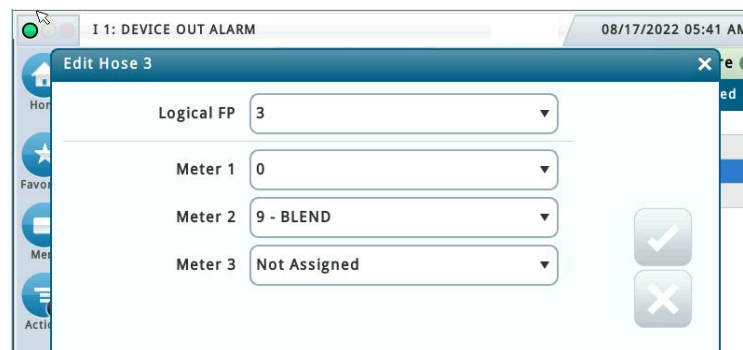 I 1: DEVICE OUT ALARM
08/17/2022 05:41 AM
Edit Hose 3
Logical FP 3
Meter 1 0
Meter 2 9 - BLEND
Meter 3 Not Assigned